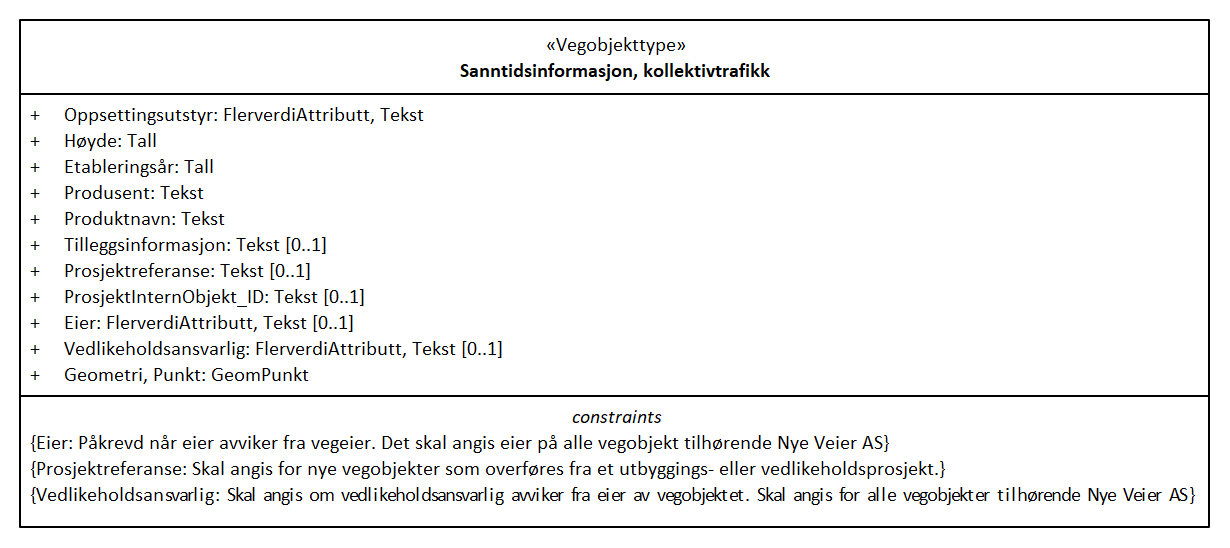 «Vegobjekttype»
Sanntidsinformasjon, kollektivtrafikk
+ Oppsettingsutstyr: FlerverdiAttributt, Tekst
+ Høyde: Tall
+ Etableringsår: Tall
+ Produsent: Tekst
+ Produktnavn: Tekst
+ Tilleggsinformasjon: Tekst [0..1]
+ Prosjektreferanse: Tekst [0..1]
+ ProsjektInternObjekt_ID: Tekst [0..1]
+ Eier: FlerverdiAttributt, Tekst [0..1]
+ Vedlikeholdsansvarlig: FlerverdiAttributt, Tekst [0..1]
+ Geometri, Punkt: GeomPunkt
constraints
{Eier: Påkrevd når eier avviker fra vegeier. Det skal angis eier på alle vegobjekt tilhørende Nye Veier AS}
{Prosjektreferanse: Skal angis for nye vegobjekter som overføres fra et utbyggings- eller vedlikeholdsprosjekt.}
{Vedlikeholdsansvarlig: Skal angis om vedlikeholdsansvarlig avviker fra eier av vegobjektet. Skal angis for alle vegobjekter tilhørende Nye Veier AS}